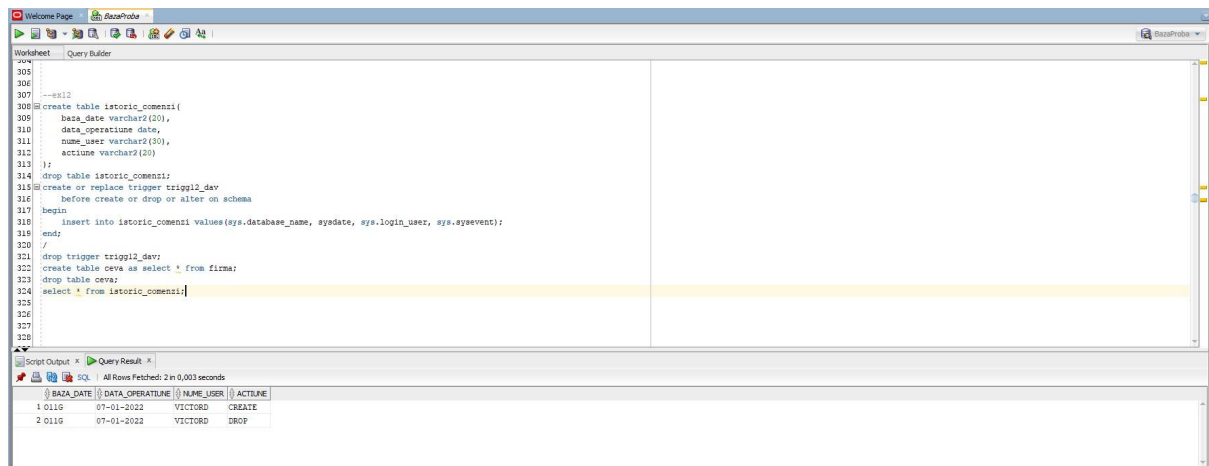 Welcome Page BazaProba
BazaProba
Worksheet Query Builder
304
305
306
307 --ex12
308 create table istoric_comenzi(
309 baza_date varchar2(20),
310 data_operatiune date,
311 nume_user varchar2(30),
312 actiune varchar2(20)
313 );
314 drop table istoric_comenzi;
315 create or replace trigger trigg12_dav
316 before create or drop or alter on schema
317 begin
318 insert into istoric_comenzi values(sys.database_name, sysdate, sys.login_user, sys.sysevent);
319 end;
320 /
321 drop trigger trigg12_dav;
322 create table ceva as select * from firma;
323 drop table ceva;
324 select * from istoric_comenzi;
325
326
327
328
Script Output x Query Result x
SQL | All Rows Fetched: 2 in 0,003 seconds
BAZA_DATE DATA_OPERATIUNE NUME_USER ACTIUNE
1 O11G 07-01-2022 VICTORD CREATE
2 O11G 07-01-2022 VICTORD DROP